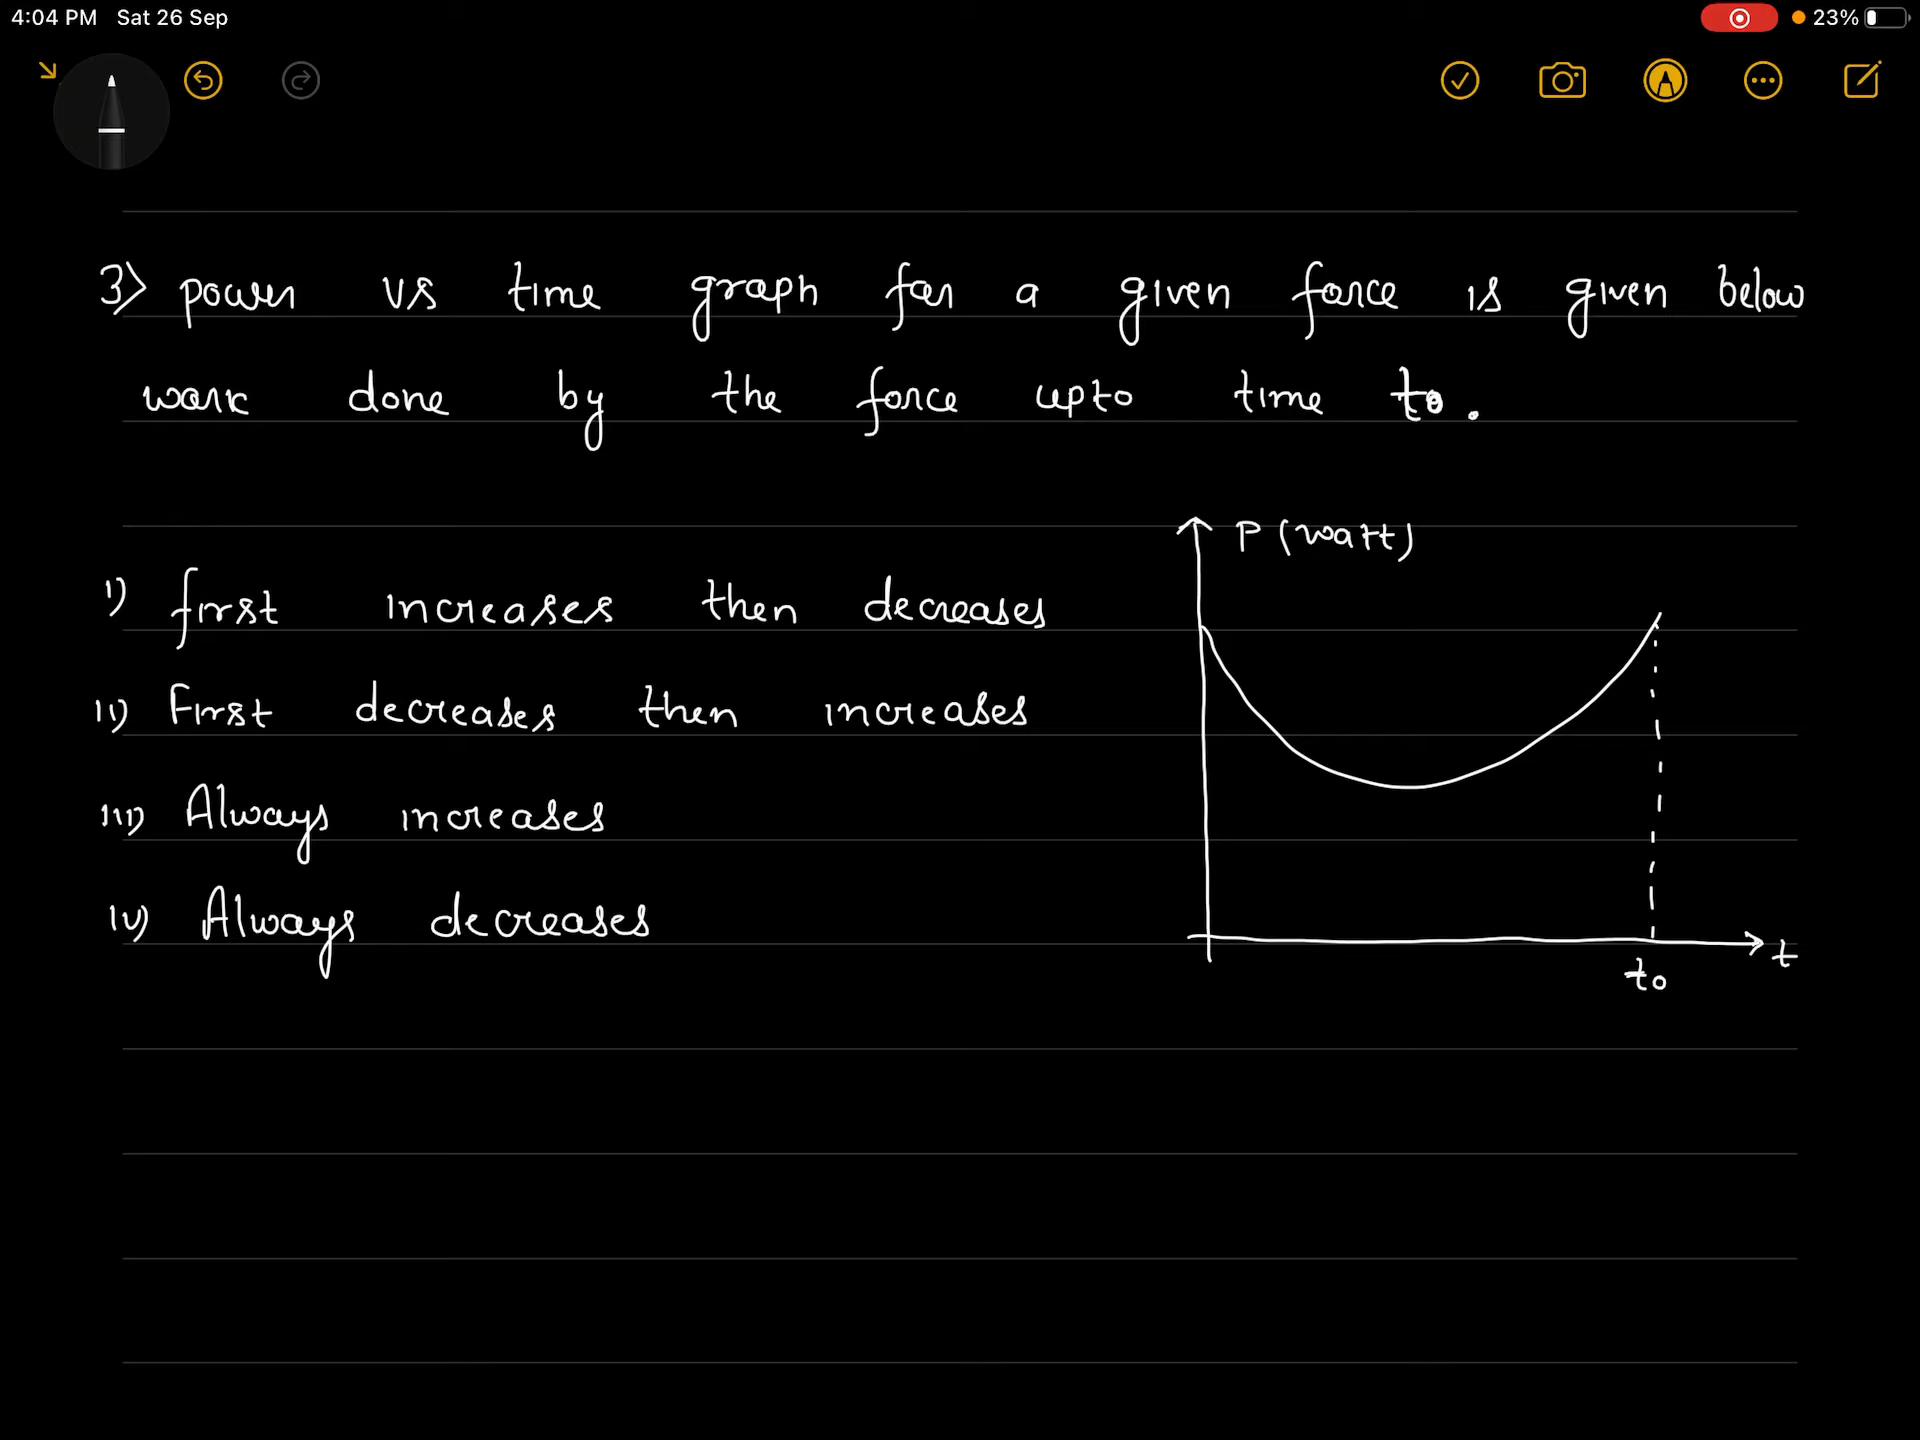 4:04 PM Sat 26 Sep
23%
3) power vs time graph for a given force is given below
work done by the force upto time to.
P (watt)
i) first increases then decreases
ii) First decreases then increases
iii) Always increases
iv) Always decreases
t
to